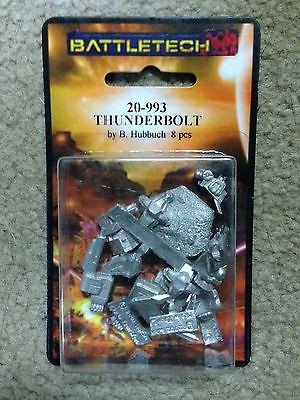 BATTLETECH
20-993
THUNDERBOLT
by B. Hubbuch 8 pcs